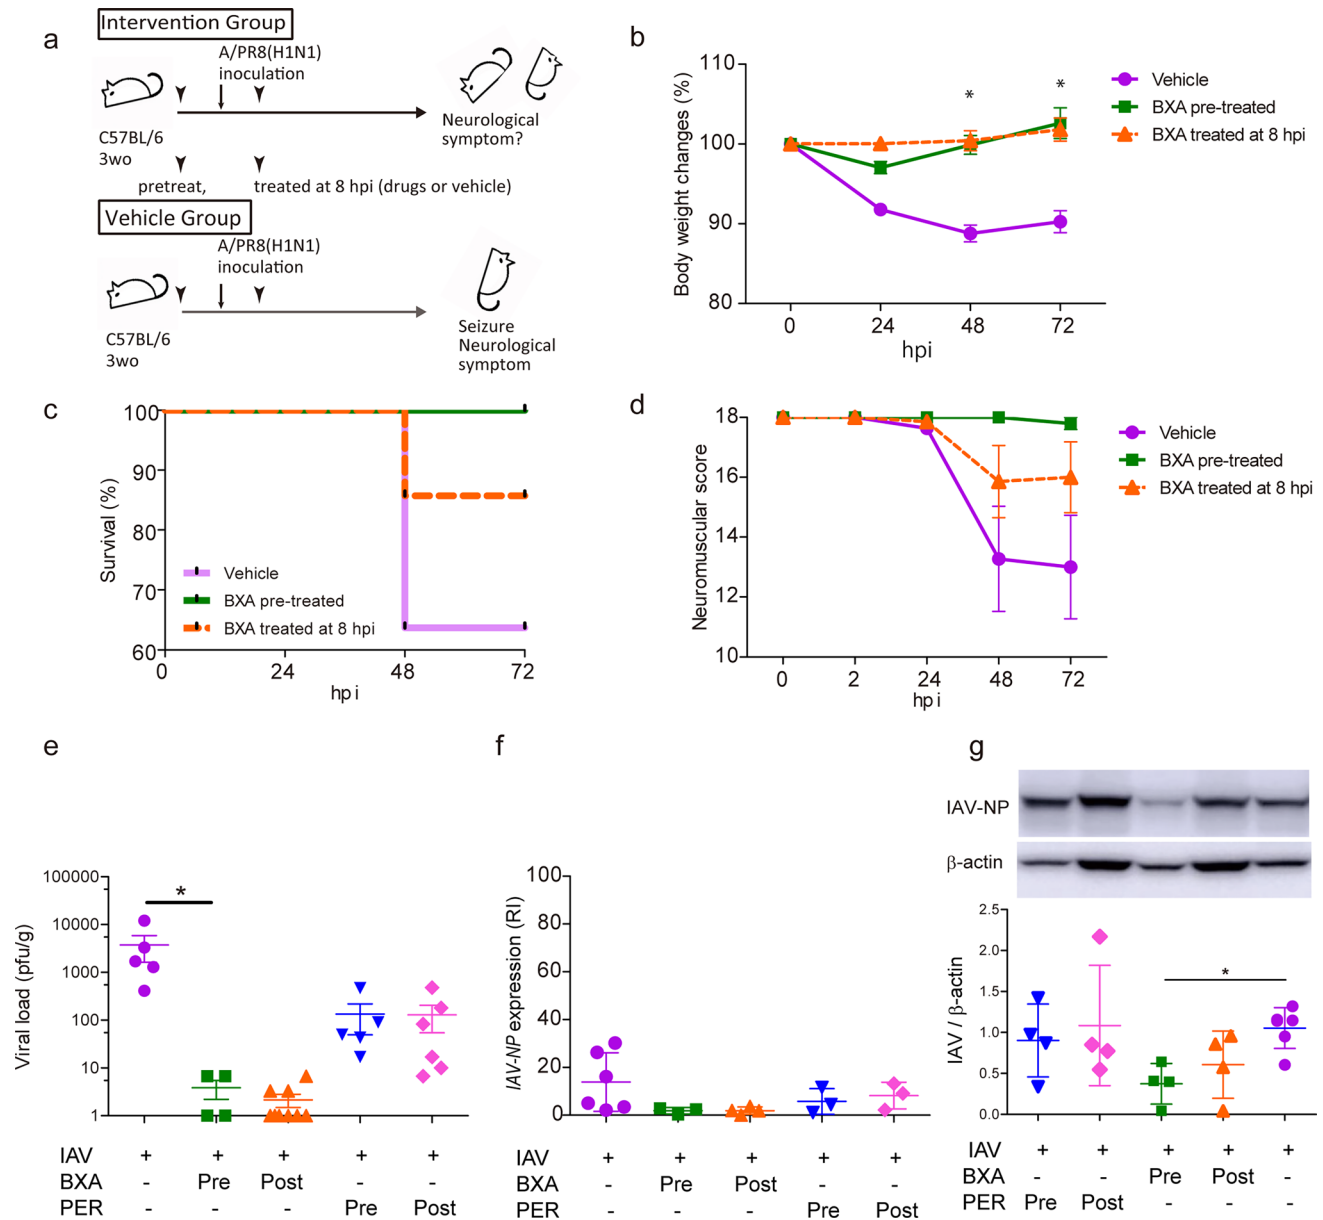 a
Intervention Group
A/PR8(H1N1)
inoculation
C57BL/6
3wo
Neurological
symptom?
pretreat,
treated at 8 hpi (drugs or vehicle)
Vehicle Group
A/PR8(H1N1)
inoculation
C57BL/6
3wo
Seizure
Neurological
symptom
b
Body weight changes (%)
110
100
90
80
0 24 48 72
hpi
* *
Vehicle
BXA pre-treated
BXA treated at 8 hpi
c
Survival (%)
100
90
80
70
60
0 24 48 72
hpi
Vehicle
BXA pre-treated
BXA treated at 8 hpi
d
Neuromuscular score
18
16
14
12
10
0 2 24 48 72
hpi
Vehicle
BXA pre-treated
BXA treated at 8 hpi
e
Viral load (pfu/g)
100000
10000
1000
100
10
1
*
IAV + + + + +
BXA - Pre Post - -
PER - - - Pre Post
f
IAV-NP expression (RI)
100
80
60
40
20
0
IAV + + + + +
BXA - Pre Post - -
PER - - - Pre Post
g
IAV-NP
β-actin
IAV / β-actin
2.5
2.0
1.5
1.0
0.5
0.0
*
IAV + + + + +
BXA - - Pre Post -
PER Pre Post - - -